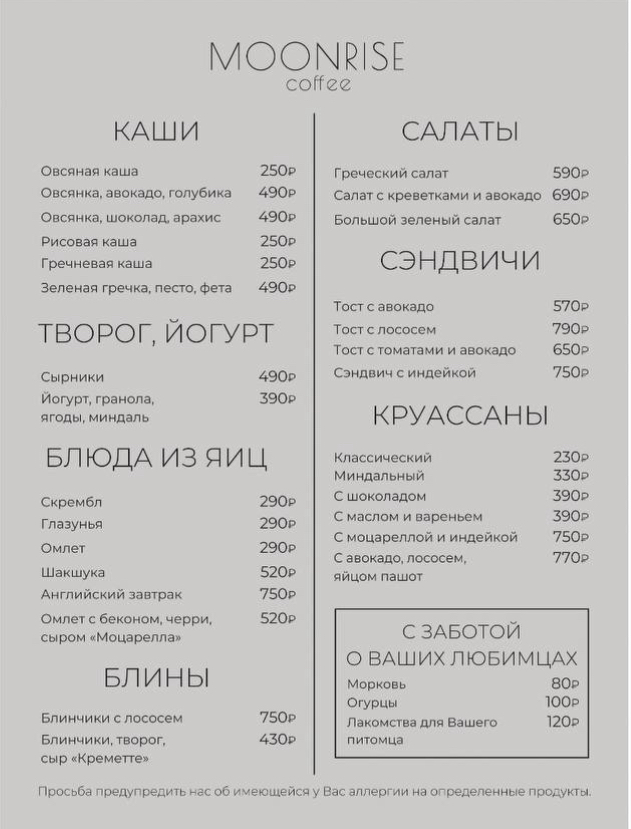 MOONRISE
coffee
КАШИ
Овсяная каша 250₽
Овсянка, авокадо, голубика 490₽
Овсянка, шоколад, арахис 490₽
Рисовая каша 250₽
Гречневая каша 250₽
Зеленая гречка, песто, фета 490₽
ТВОРОГ, ЙОГУРТ
Сырники 490₽
Йогурт, гранола, 390₽
ягоды, миндаль
БЛЮДА ИЗ ЯИЦ
Скрембл 290₽
Глазунья 290₽
Омлет 290₽
Шакшука 520₽
Английский завтрак 750₽
Омлет с беконом, черри, 520₽
сыром «Моцарелла»
БЛИНЫ
Блинчики с лососем 750₽
Блинчики, творог, 430₽
сыр «Креметте»
САЛАТЫ
Греческий салат 590₽
Салат с креветками и авокадо 690₽
Большой зеленый салат 650₽
СЭНДВИЧИ
Тост с авокадо 570₽
Тост с лососем 790₽
Тост с томатами и авокадо 650₽
Сэндвич с индейкой 750₽
КРУАССАНЫ
Классический 230₽
Миндальный 330₽
С шоколадом 390₽
С маслом и вареньем 390₽
С моцареллой и индейкой 750₽
С авокадо, лососем, 770₽
яйцом пашот
С ЗАБОТОЙ
О ВАШИХ ЛЮБИМЦАХ
Морковь 80₽
Огурцы 100₽
Лакомства для Вашего 120₽
питомца
Просьба предупредить нас об имеющейся у Вас аллергии на определенные продукты.